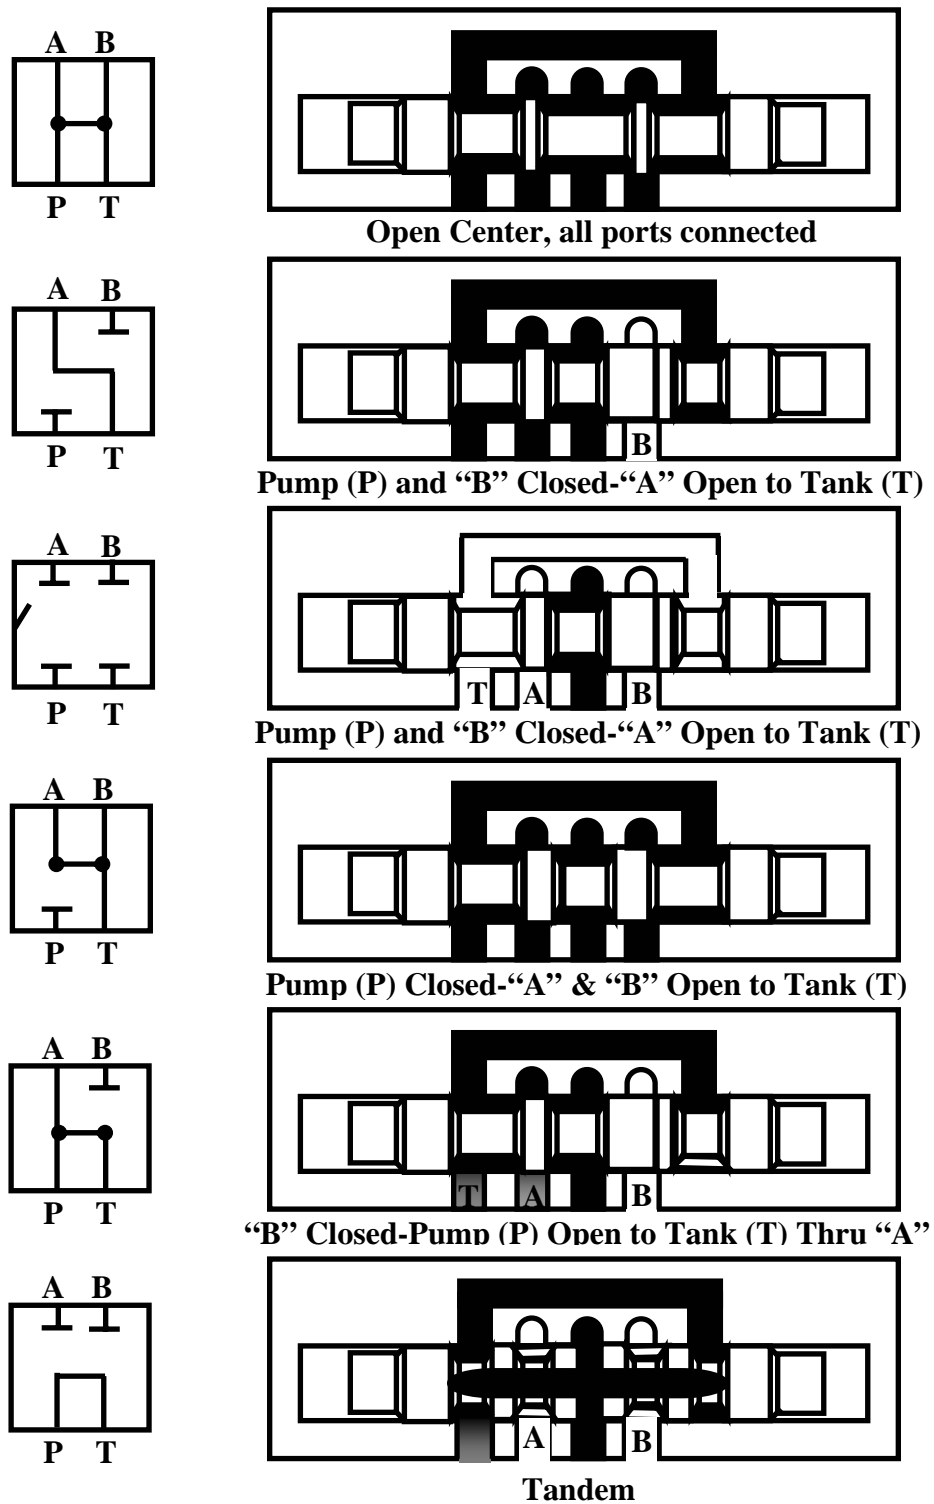 A B
P T
Open Center, all ports connected
A B
P T
B
Pump (P) and “B” Closed-“A” Open to Tank (T)
A B
P T
T A B
Pump (P) and “B” Closed-“A” Open to Tank (T)
A B
P T
Pump (P) Closed-“A” & “B” Open to Tank (T)
A B
P T
T A B
“B” Closed-Pump (P) Open to Tank (T) Thru “A”
A B
P T
A B
Tandem